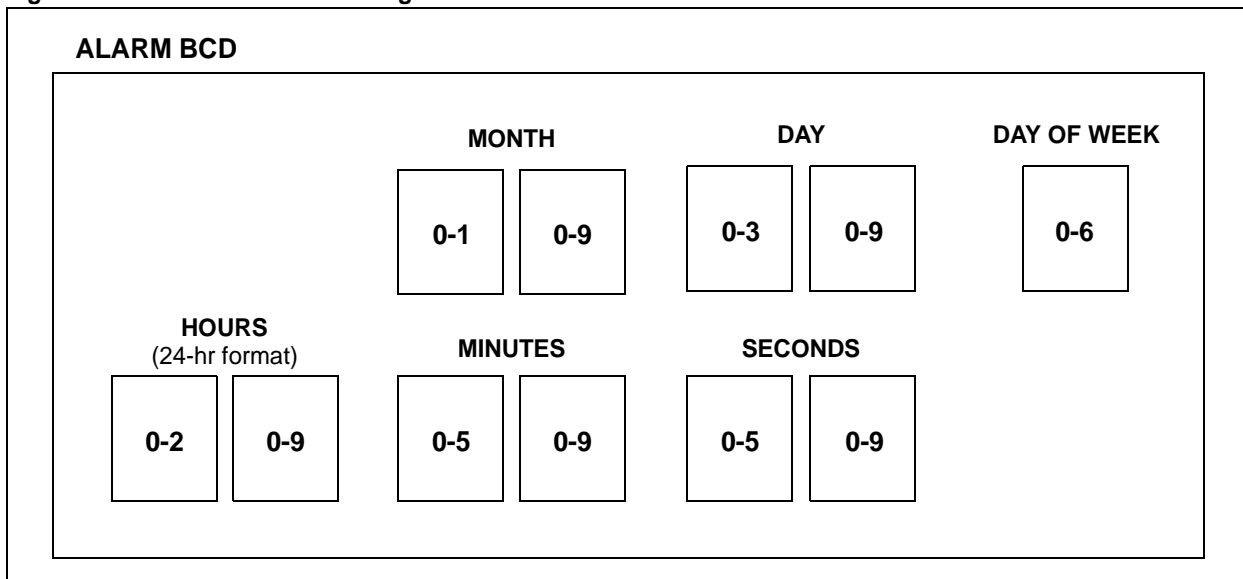 ALARM BCD
MONTH
DAY
DAY OF WEEK
0-1 0-9
0-3 0-9
0-6
HOURS
(24-hr format)
MINUTES
SECONDS
0-2 0-9
0-5 0-9
0-5 0-9